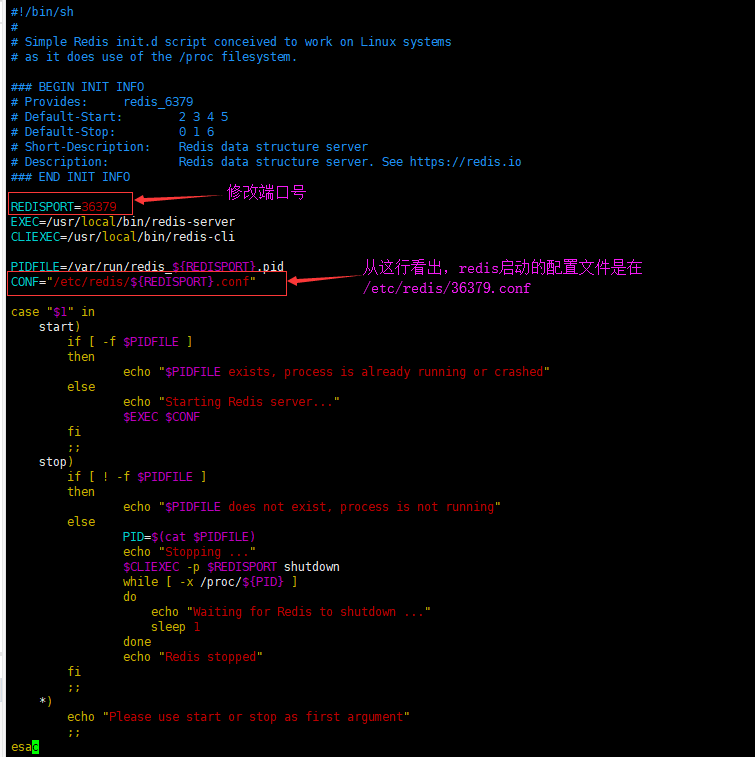 #!/bin/sh
#
# Simple Redis init.d script conceived to work on Linux systems
# as it does use of the /proc filesystem.
### BEGIN INIT INFO
# Provides:     redis_6379
# Default-Start:        2 3 4 5
# Default-Stop:         0 1 6
# Short-Description:    Redis data structure server
# Description:          Redis data structure server. See https://redis.io
### END INIT INFO
REDISPORT=36379
修改端口号
EXEC=/usr/local/bin/redis-server
CLIEXEC=/usr/local/bin/redis-cli
PIDFILE=/var/run/redis_${REDISPORT}.pid
CONF="/etc/redis/${REDISPORT}.conf"
从这行看出，redis启动的配置文件是在
/etc/redis/36379.conf
case "$1" in
    start)
        if [ -f $PIDFILE ]
        then
                echo "$PIDFILE exists, process is already running or crashed"
        else
                echo "Starting Redis server..."
                $EXEC $CONF
        fi
        ;;
    stop)
        if [ ! -f $PIDFILE ]
        then
                echo "$PIDFILE does not exist, process is not running"
        else
                PID=$(cat $PIDFILE)
                echo "Stopping ..."
                $CLIEXEC -p $REDISPORT shutdown
                while [ -x /proc/${PID} ]
                do
                    echo "Waiting for Redis to shutdown ..."
                    sleep 1
                done
                echo "Redis stopped"
        fi
        ;;
    *)
        echo "Please use start or stop as first argument"
        ;;
esac